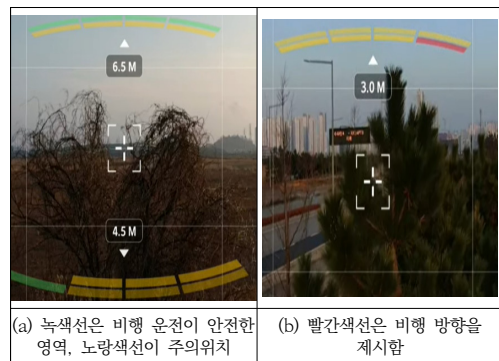 6.5 M
4.5 M
3.0 M
(a) 녹색선은 비행 운전이 안전한
영역, 노랑색선이 주의위치
(b) 빨간색선은 비행 방향을
제시함